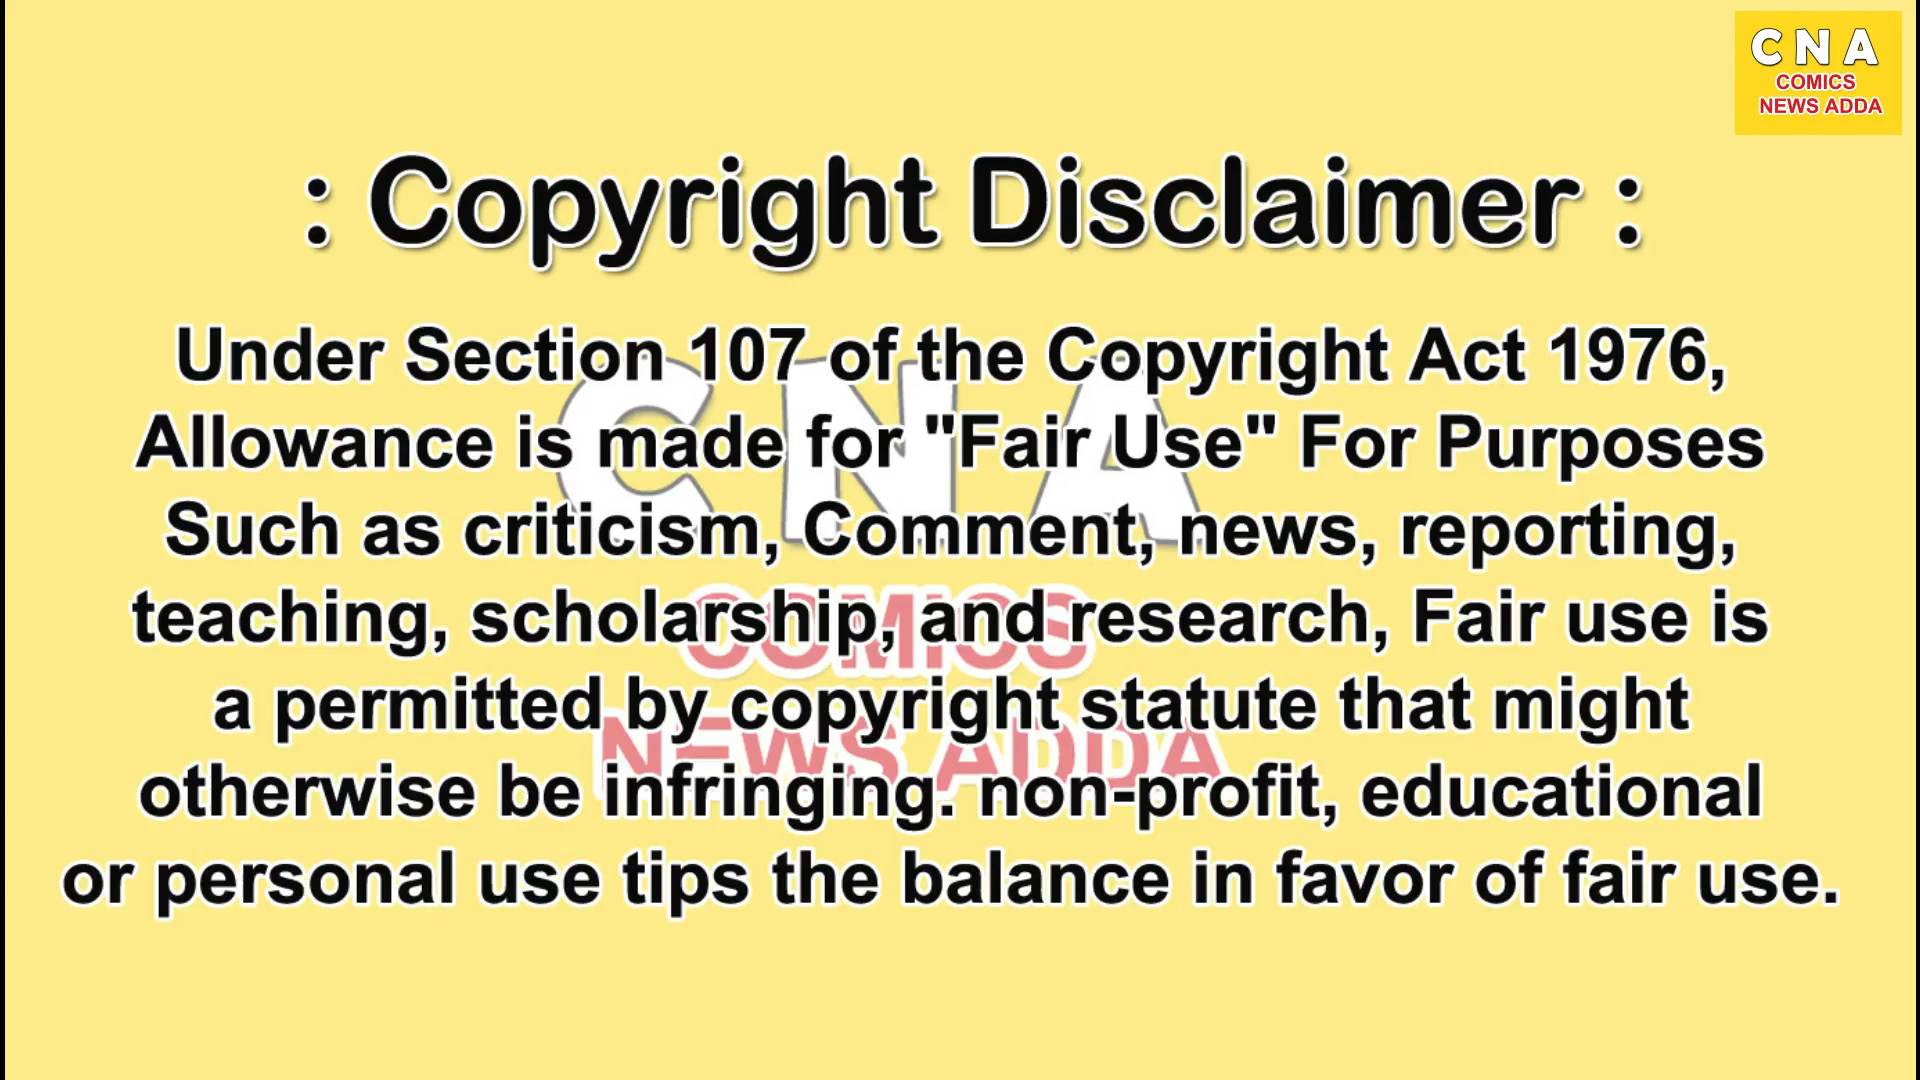 C N A
COMICS
NEWS ADDA
: Copyright Disclaimer :
Under Section 107 of the Copyright Act 1976,
Allowance is made for "Fair Use" For Purposes
Such as criticism, Comment, news, reporting,
teaching, scholarship, and research, Fair use is
a permitted by copyright statute that might
otherwise be infringing. non-profit, educational
or personal use tips the balance in favor of fair use.
C N A
COMICS
NEWS ADDA